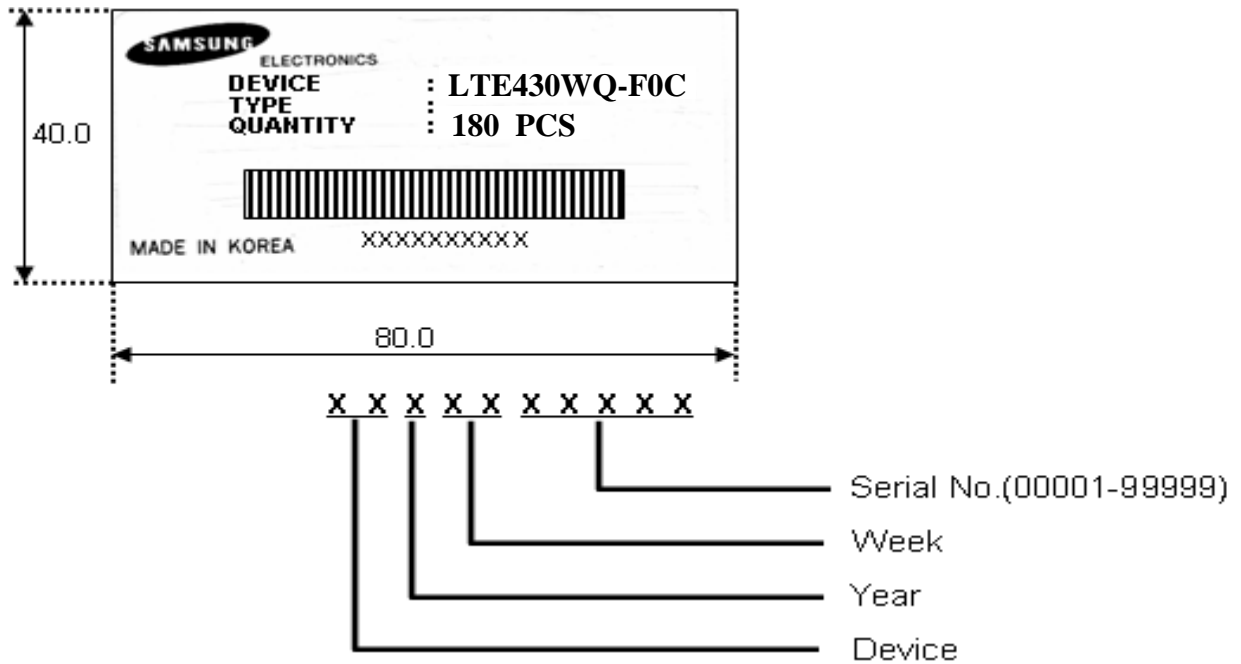 SAMSUNG
ELECTRONICS
DEVICE : LTE430WQ-F0C
TYPE :
QUANTITY : 180 PCS
40.0
MADE IN KOREA XXXXXXXXXX
80.0
X X X X X X X X X X
Serial No.(00001-99999)
Week
Year
Device